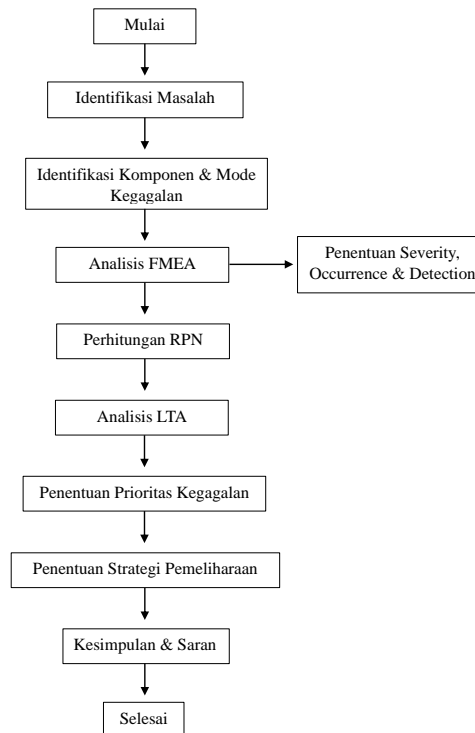 Mulai
Identifikasi Masalah
Identifikasi Komponen & Mode
Kegagalan
Analisis FMEA
Penentuan Severity,
Occurrence & Detection
Perhitungan RPN
Analisis LTA
Penentuan Prioritas Kegagalan
Penentuan Strategi Pemeliharaan
Kesimpulan & Saran
Selesai